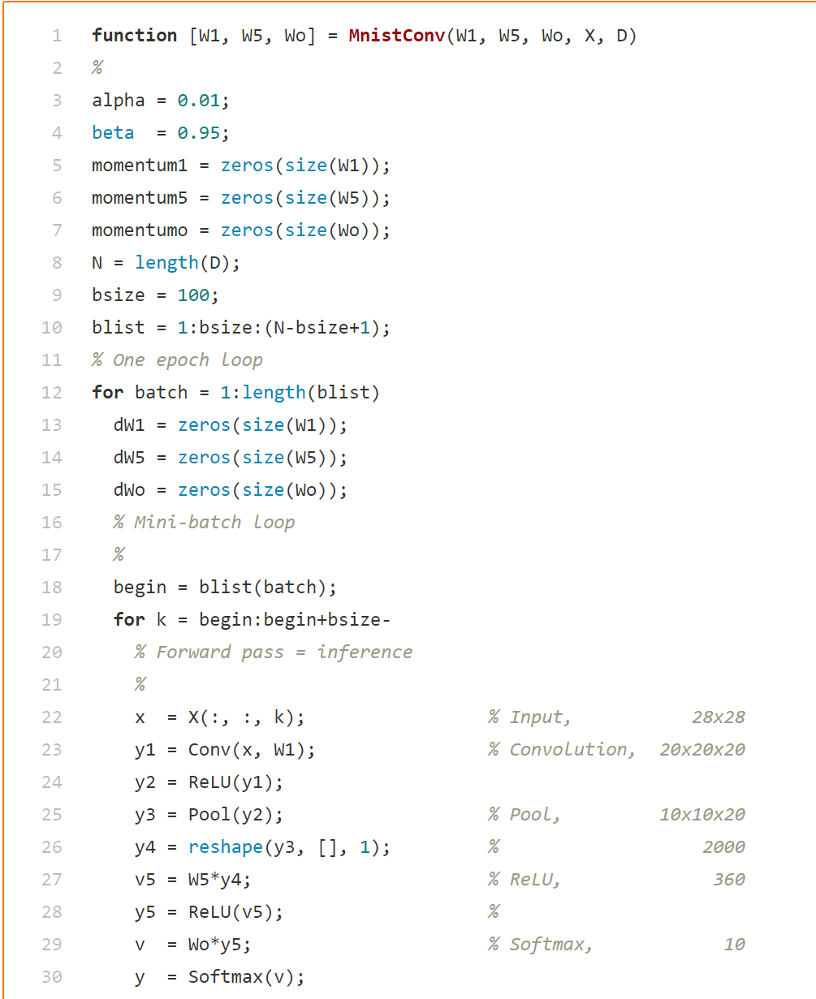 1 function [W1, W5, Wo] = MnistConv(W1, W5, Wo, X, D)
2 %
3 alpha = 0.01;
4 beta  = 0.95;
5 momentum1 = zeros(size(W1));
6 momentum5 = zeros(size(W5));
7 momentumo = zeros(size(Wo));
8 N = length(D);
9 bsize = 100;
10 blist = 1:bsize:(N-bsize+1);
11 % One epoch loop
12 for batch = 1:length(blist)
13   dW1 = zeros(size(W1));
14   dW5 = zeros(size(W5));
15   dWo = zeros(size(Wo));
16   % Mini-batch loop
17   %
18   begin = blist(batch);
19   for k = begin:begin+bsize-
20     % Forward pass = inference
21     %
22     x  = X(:, :, k);                 % Input,           28x28
23     y1 = Conv(x, W1);                % Convolution,  20x20x20
24     y2 = ReLU(y1);
25     y3 = Pool(y2);                   % Pool,         10x10x20
26     y4 = reshape(y3, [], 1);         %                   2000
27     v5 = W5*y4;                      % ReLU,              360
28     y5 = ReLU(v5);                   %
29     v  = Wo*y5;                      % Softmax,            10
30     y  = Softmax(v);